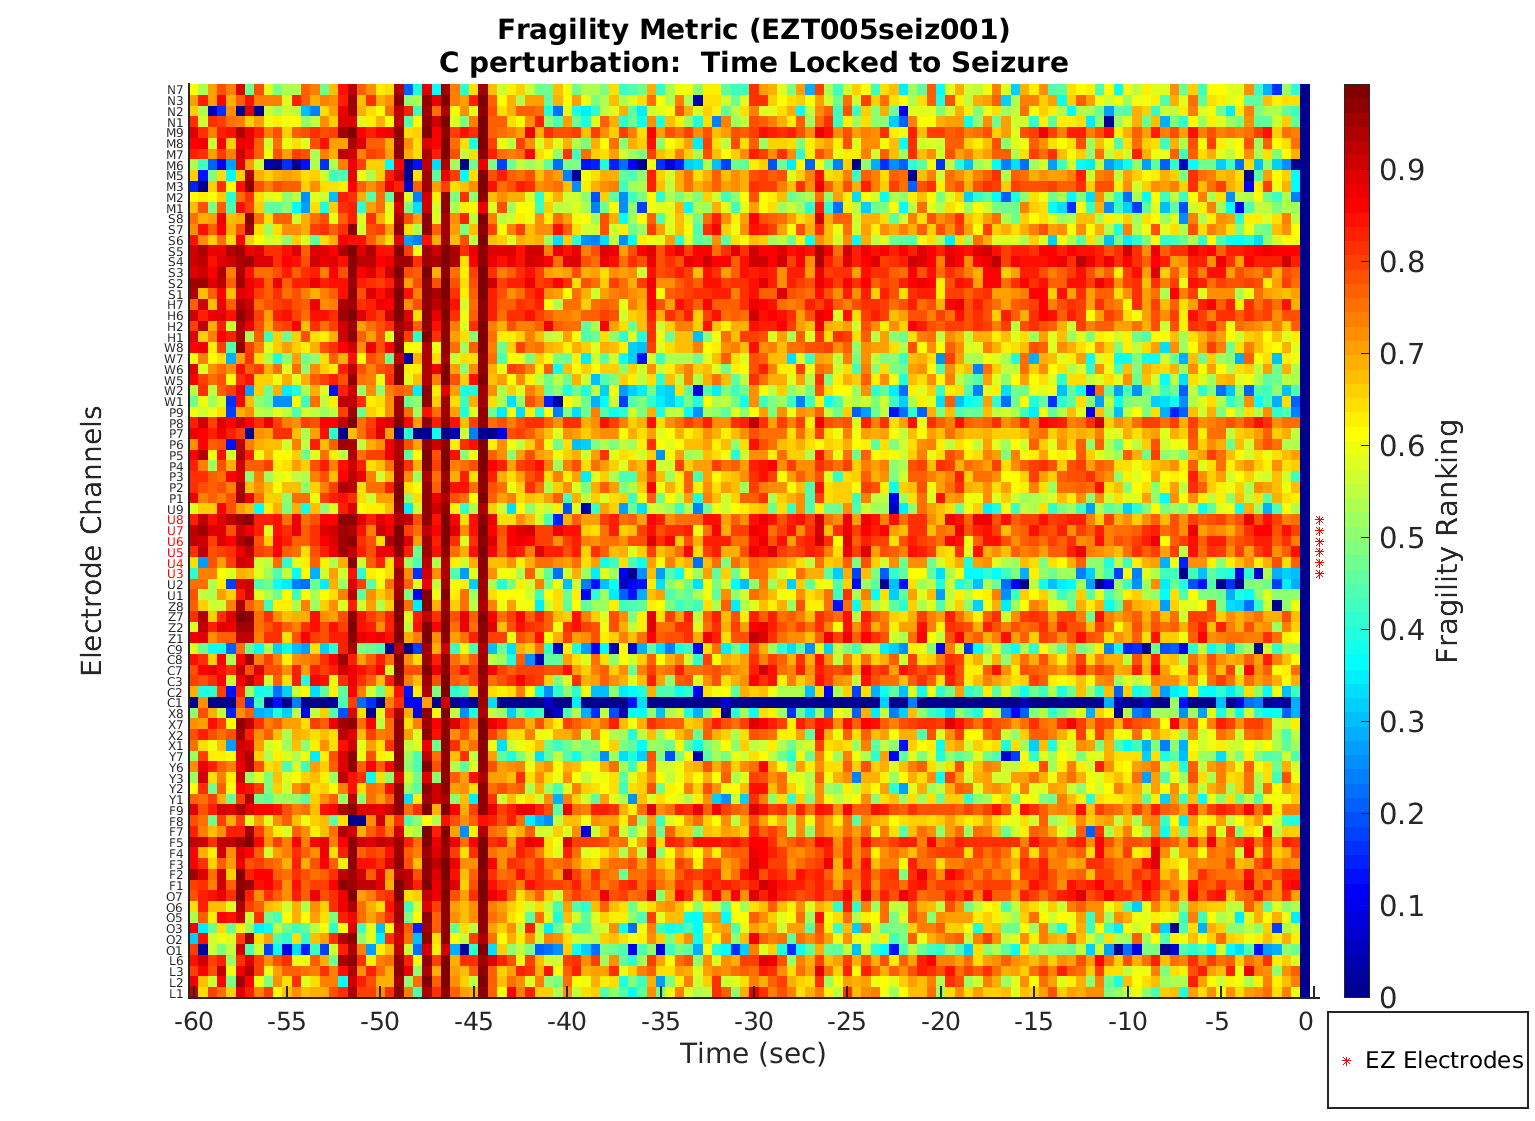 Fragility Metric (EZT005seiz001)
C perturbation:  Time Locked to Seizure
Electrode Channels
N7
N3
N2
N1
M9
M8
M7
M6
M5
M3
M2
M1
S8
S7
S6
S5
S4
S3
S2
S1
H7
H6
H2
H1
W8
W7
W6
W5
W2
W1
P9
P8
P7
P6
P5
P4
P3
P2
P1
U9
U8
U7
U6
U5
U4
U3
U2
U1
Z8
Z7
Z2
Z1
C9
C8
C7
C3
C2
C1
X8
X7
X2
X1
Y7
Y6
Y3
Y2
Y1
F9
F8
F7
F5
F4
F3
F2
F1
O7
O6
O5
O3
O2
O1
L6
L3
L2
L1
-60 -55 -50 -45 -40 -35 -30 -25 -20 -15 -10 -5 0
Time (sec)
0.9
0.8
0.7
0.6
0.5
0.4
0.3
0.2
0.1
0
Fragility Ranking
EZ Electrodes